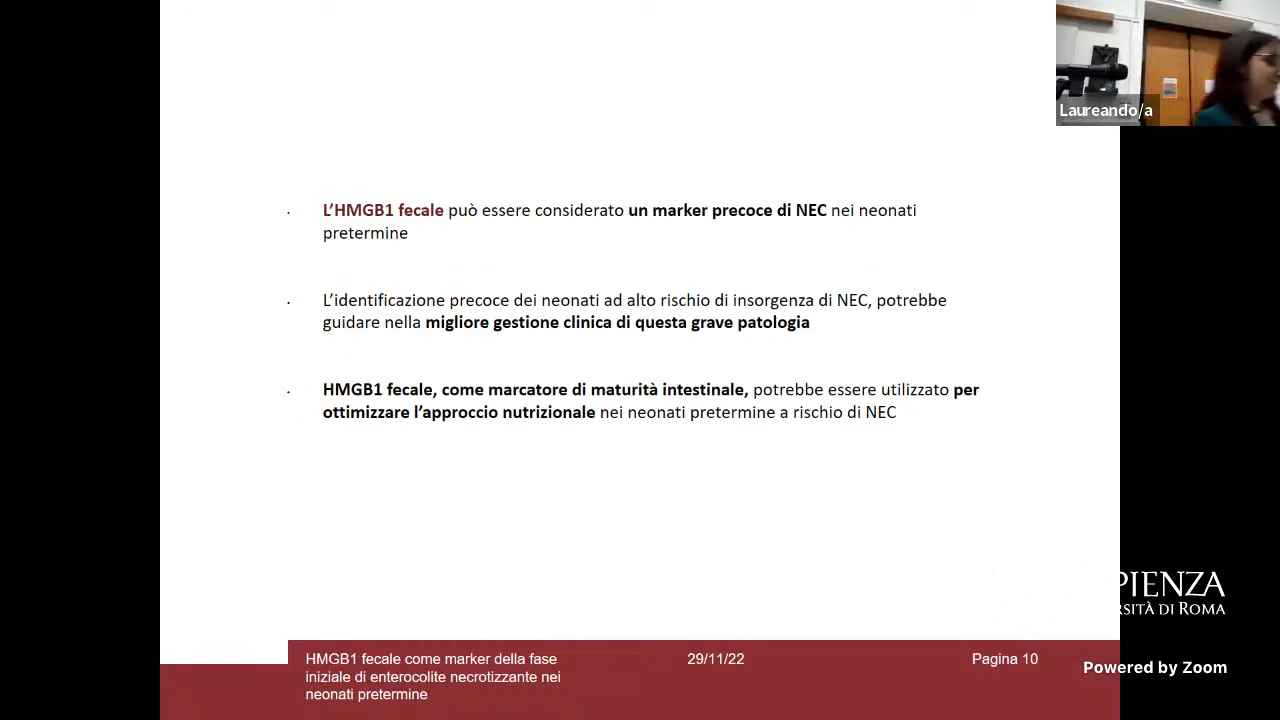 Laureando/a
L'HMGB1 fecale può essere considerato un marker precoce di NEC nei neonati
pretermine
L'identificazione precoce dei neonati ad alto rischio di insorgenza di NEC, potrebbe
guidare nella migliore gestione clinica di questa grave patologia
HMGB1 fecale, come marcatore di maturità intestinale, potrebbe essere utilizzato per
ottimizzare l'approccio nutrizionale nei neonati pretermine a rischio di NEC
PIENZA
RSITÀ DI ROMA
HMGB1 fecale come marker della fase
iniziale di enterocolite necrotizzante nei
neonati pretermine
29/11/22
Pagina 10
Powered by Zoom